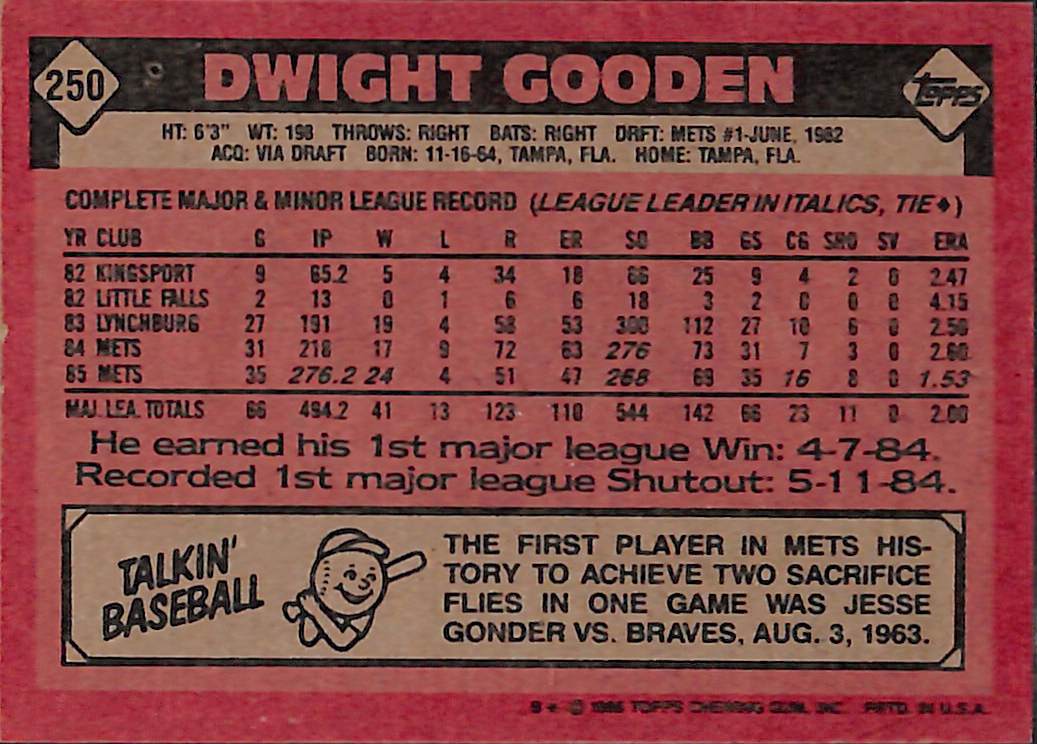 250
DWIGHT GOODEN
TOPPS
HT: 6'3" WT: 198 THROWS: RIGHT BATS: RIGHT DRFT: METS #1-JUNE, 1982
ACQ: VIA DRAFT BORN: 11-16-64, TAMPA, FLA. HOME: TAMPA, FLA.
COMPLETE MAJOR & MINOR LEAGUE RECORD (LEAGUE LEADER IN ITALICS, TIE♦)
YR CLUB G IP W L R ER SO BB GS CG SHO SV ERA
82 KINGSPORT 9 65.2 5 4 34 18 66 25 9 4 2 0 2.47
82 LITTLE FALLS 2 13 0 1 6 6 18 3 2 0 0 0 4.15
83 LYNCHBURG 27 191 19 4 58 53 300 112 27 10 6 0 2.50
84 METS 31 218 17 9 72 63 276 73 31 7 3 0 2.60
85 METS 35 276.2 24 4 51 47 268 69 35 16 8 0 1.53
MAJ. LEA. TOTALS 66 494.2 41 13 123 110 544 142 66 23 11 0 2.00
He earned his 1st major league Win: 4-7-84.
Recorded 1st major league Shutout: 5-11-84.
TALKIN'
BASEBALL
THE FIRST PLAYER IN METS HIS-
TORY TO ACHIEVE TWO SACRIFICE
FLIES IN ONE GAME WAS JESSE
GONDER VS. BRAVES, AUG. 3, 1963.
© 1986 TOPPS CHEWING GUM, INC. PRTD. IN U.S.A.